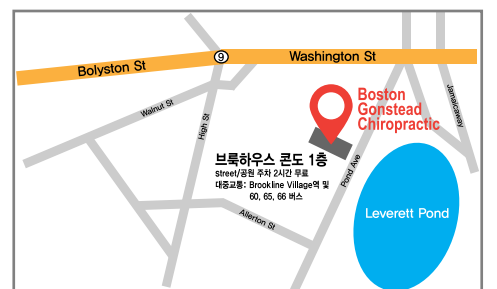 Bolyston St
9
Washington St
Walnut St
High St
Boston
Gonstead
Chiropractic
Jamaicaway
브룩하우스 콘도 1층
street/공원 주차 2시간 무료
대중교통: Brookline Village역 및
60, 65, 66 버스
Pond Ave
Allerton St
Leverett Pond